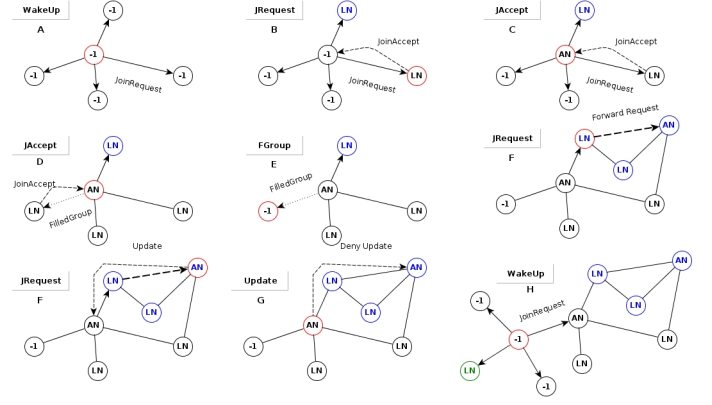 WakeUp
A
-1
-1
-1
-1
-1
JoinRequest
JRequest
B
LN
-1
-1
LN
-1
JoinAccept
JoinRequest
JAccept
C
LN
AN
-1
LN
-1
JoinAccept
JoinRequest
JAccept
D
LN
AN
LN
LN
LN
JoinAccept
FilledGroup
FGroup
E
LN
AN
-1
LN
LN
FilledGroup
JRequest
F
Forward Request
LN
AN
LN
AN
-1
LN
LN
JRequest
F
Update
LN
AN
LN
AN
-1
LN
LN
Update
G
Deny Update
LN
AN
LN
AN
-1
LN
LN
WakeUp
H
LN
AN
LN
-1
JoinRequest
AN
-1
LN
LN
LN
-1